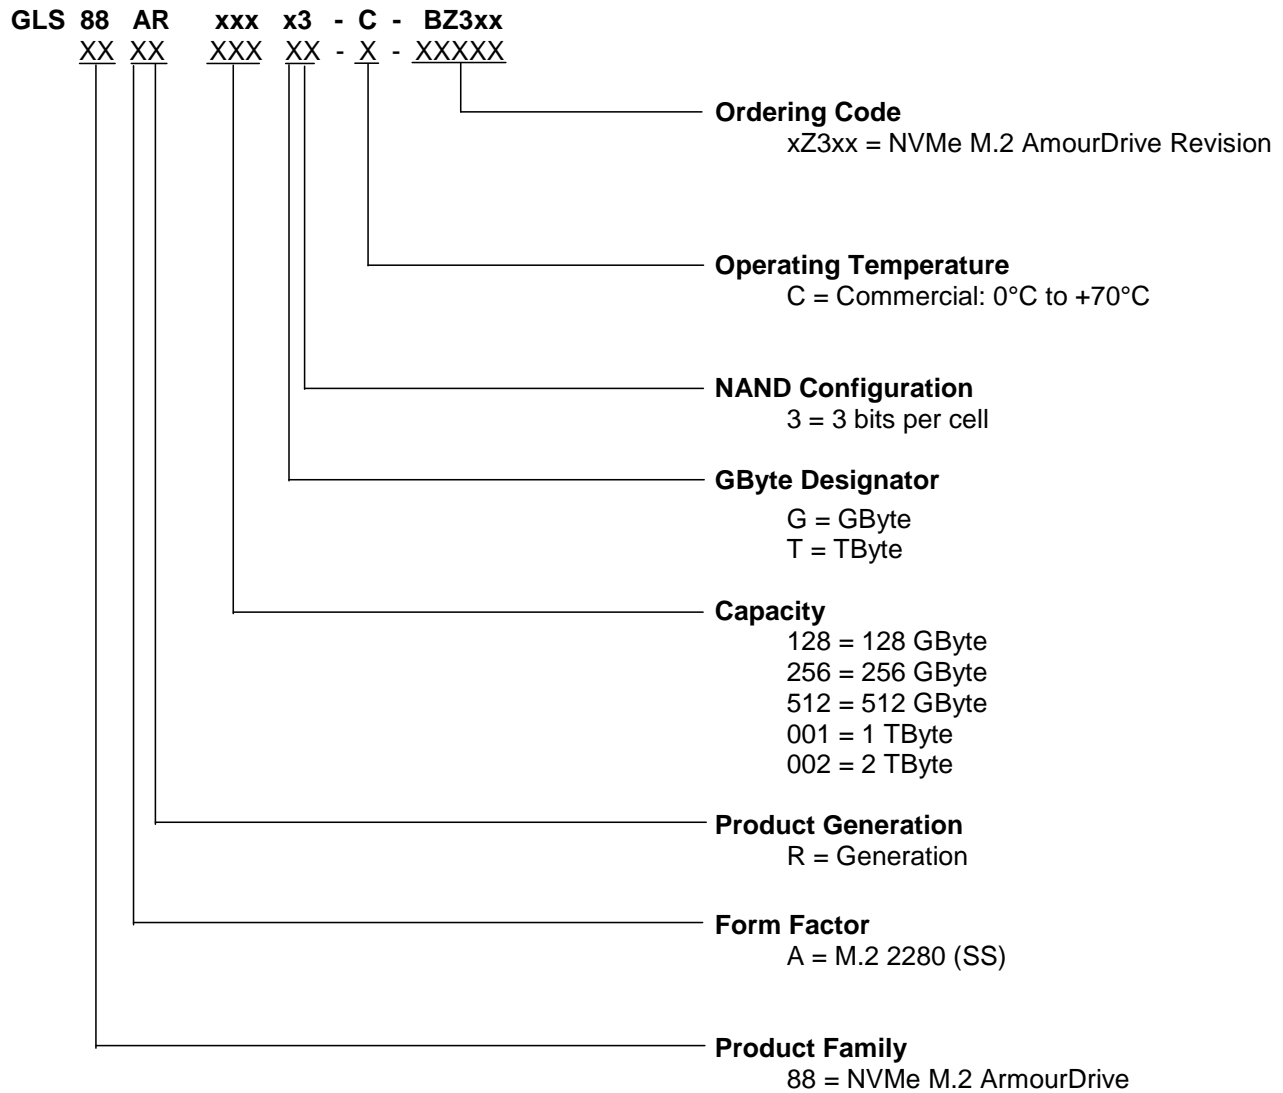 GLS 88 AR xxx x3 - C - BZ3xx
XX XX XXX XX - X - XXXXX
Ordering Code
xZ3xx = NVMe M.2 AmourDrive Revision
Operating Temperature
C = Commercial: 0°C to +70°C
NAND Configuration
3 = 3 bits per cell
GByte Designator
G = GByte
T = TByte
Capacity
128 = 128 GByte
256 = 256 GByte
512 = 512 GByte
001 = 1 TByte
002 = 2 TByte
Product Generation
R = Generation
Form Factor
A = M.2 2280 (SS)
Product Family
88 = NVMe M.2 ArmourDrive